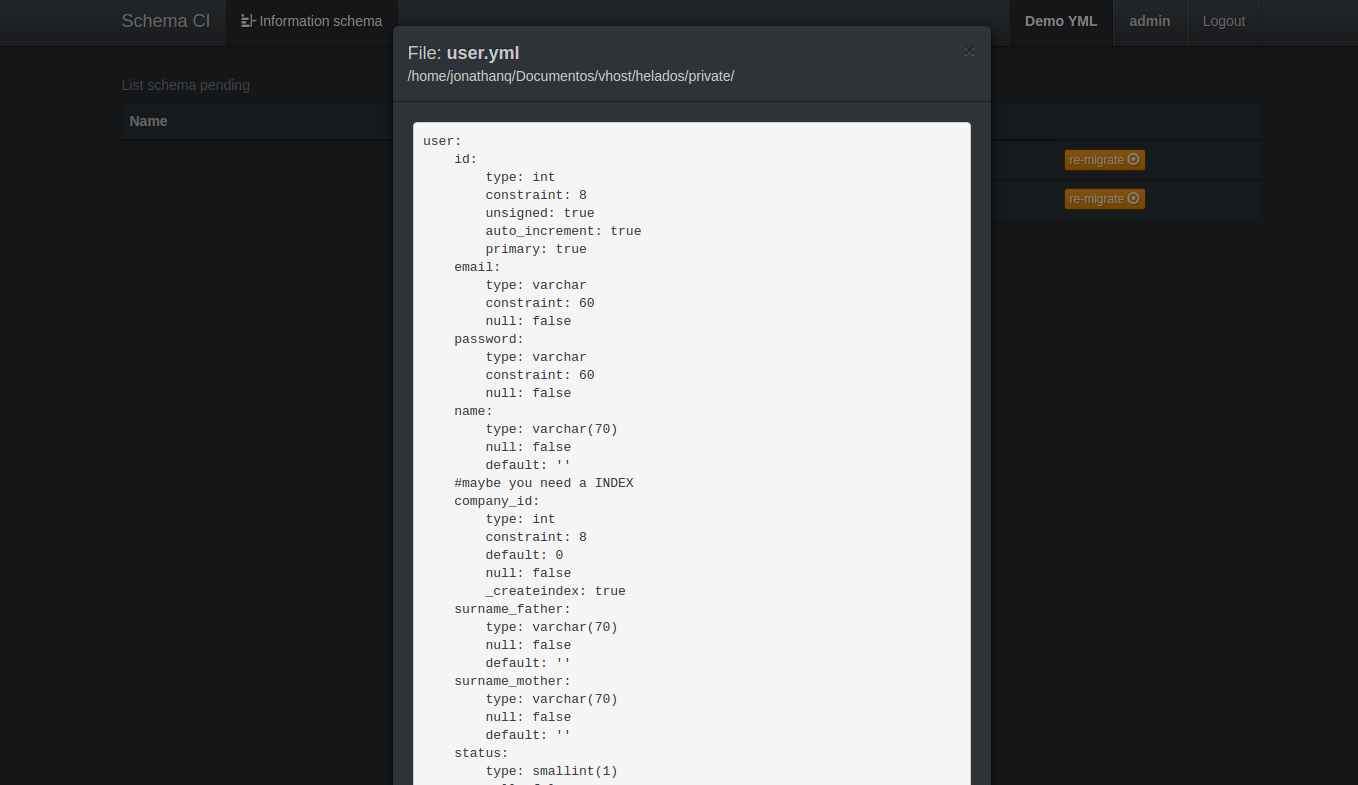 Schema CI Information schema Demo YML admin Logout
File: user.yml ×
/home/jonathanq/Documentos/vhost/helados/private/
List schema pending
Name
re-migrate
re-migrate
user:
    id:
        type: int
        constraint: 8
        unsigned: true
        auto_increment: true
        primary: true
    email:
        type: varchar
        constraint: 60
        null: false
    password:
        type: varchar
        constraint: 60
        null: false
    name:
        type: varchar(70)
        null: false
        default: ''
    #maybe you need a INDEX
    company_id:
        type: int
        constraint: 8
        default: 0
        null: false
        _createindex: true
    surname_father:
        type: varchar(70)
        null: false
        default: ''
    surname_mother:
        type: varchar(70)
        null: false
        default: ''
    status:
        type: smallint(1)